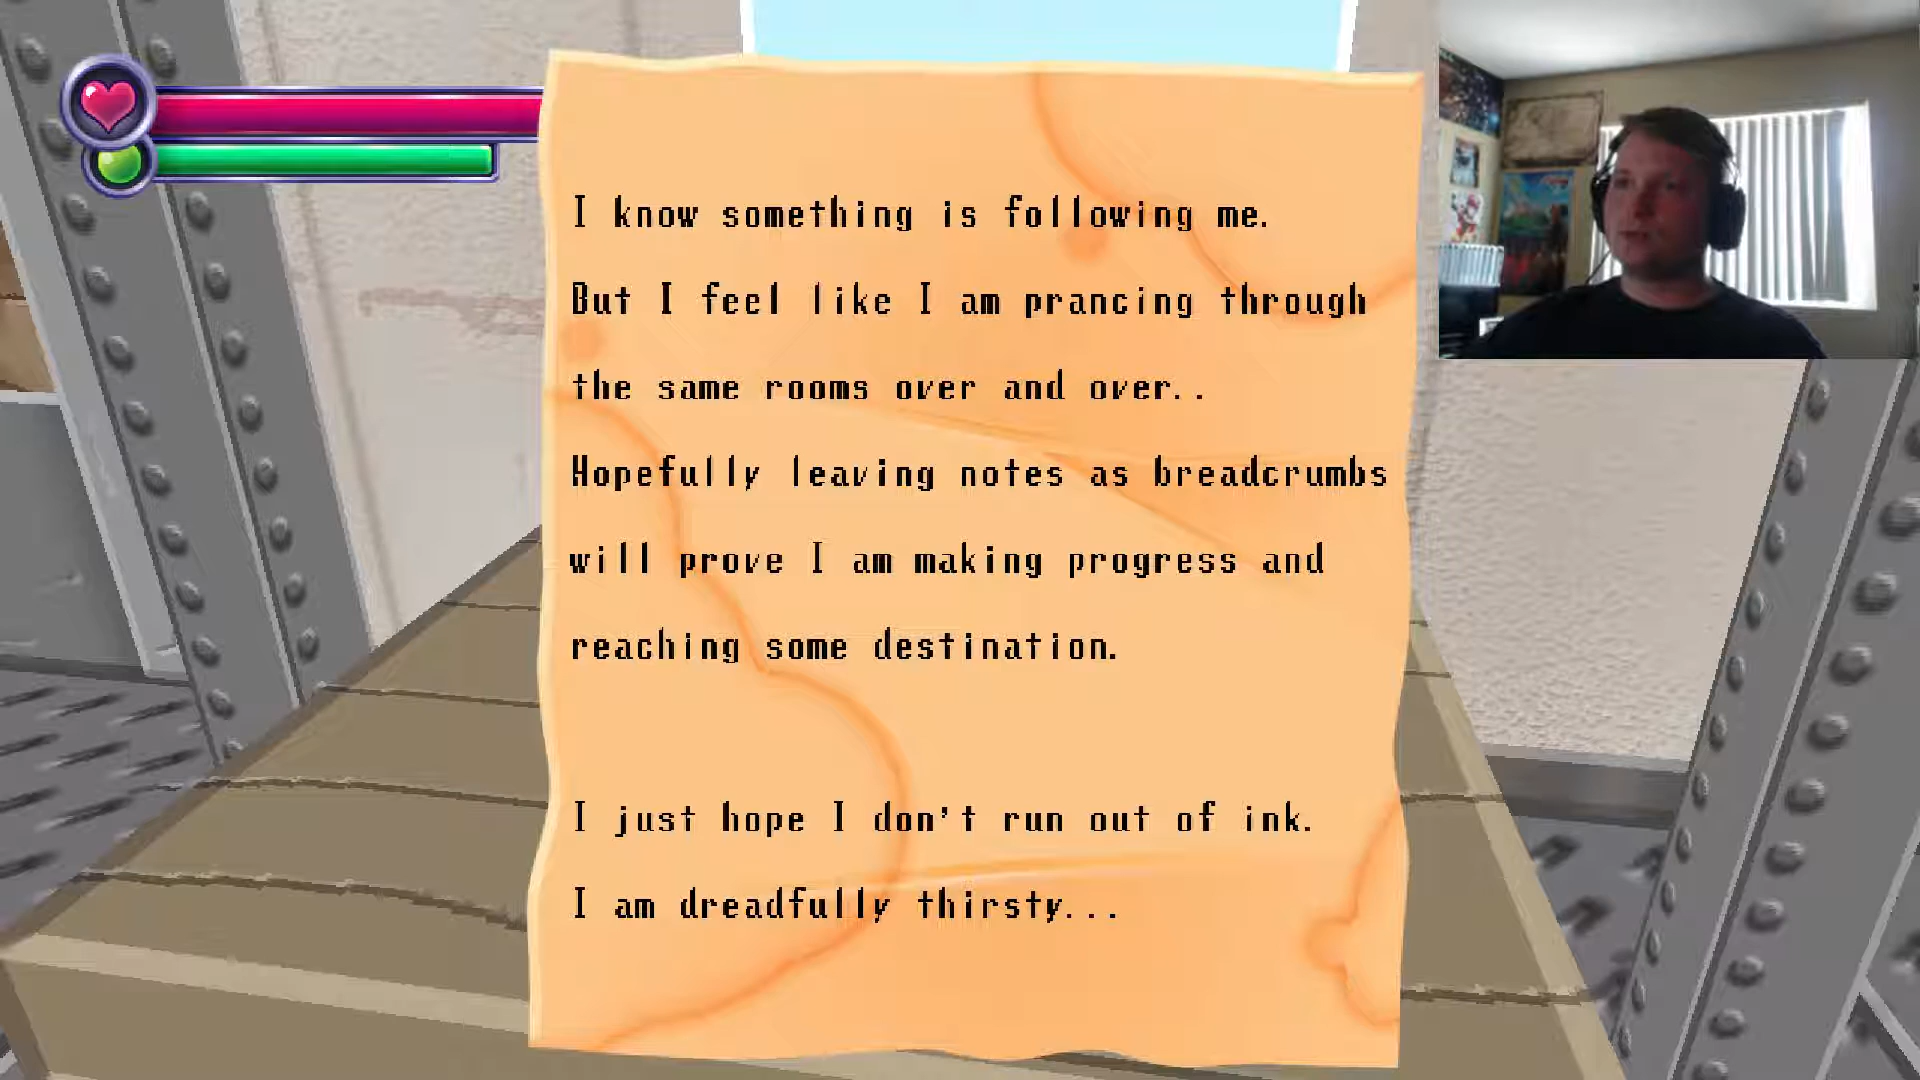 I know something is following me.
But I feel like I am prancing through
the same rooms over and over..
Hopefully leaving notes as breadcrumbs
will prove I am making progress and
reaching some destination.
I just hope I don't run out of ink.
I am dreadfully thirsty...